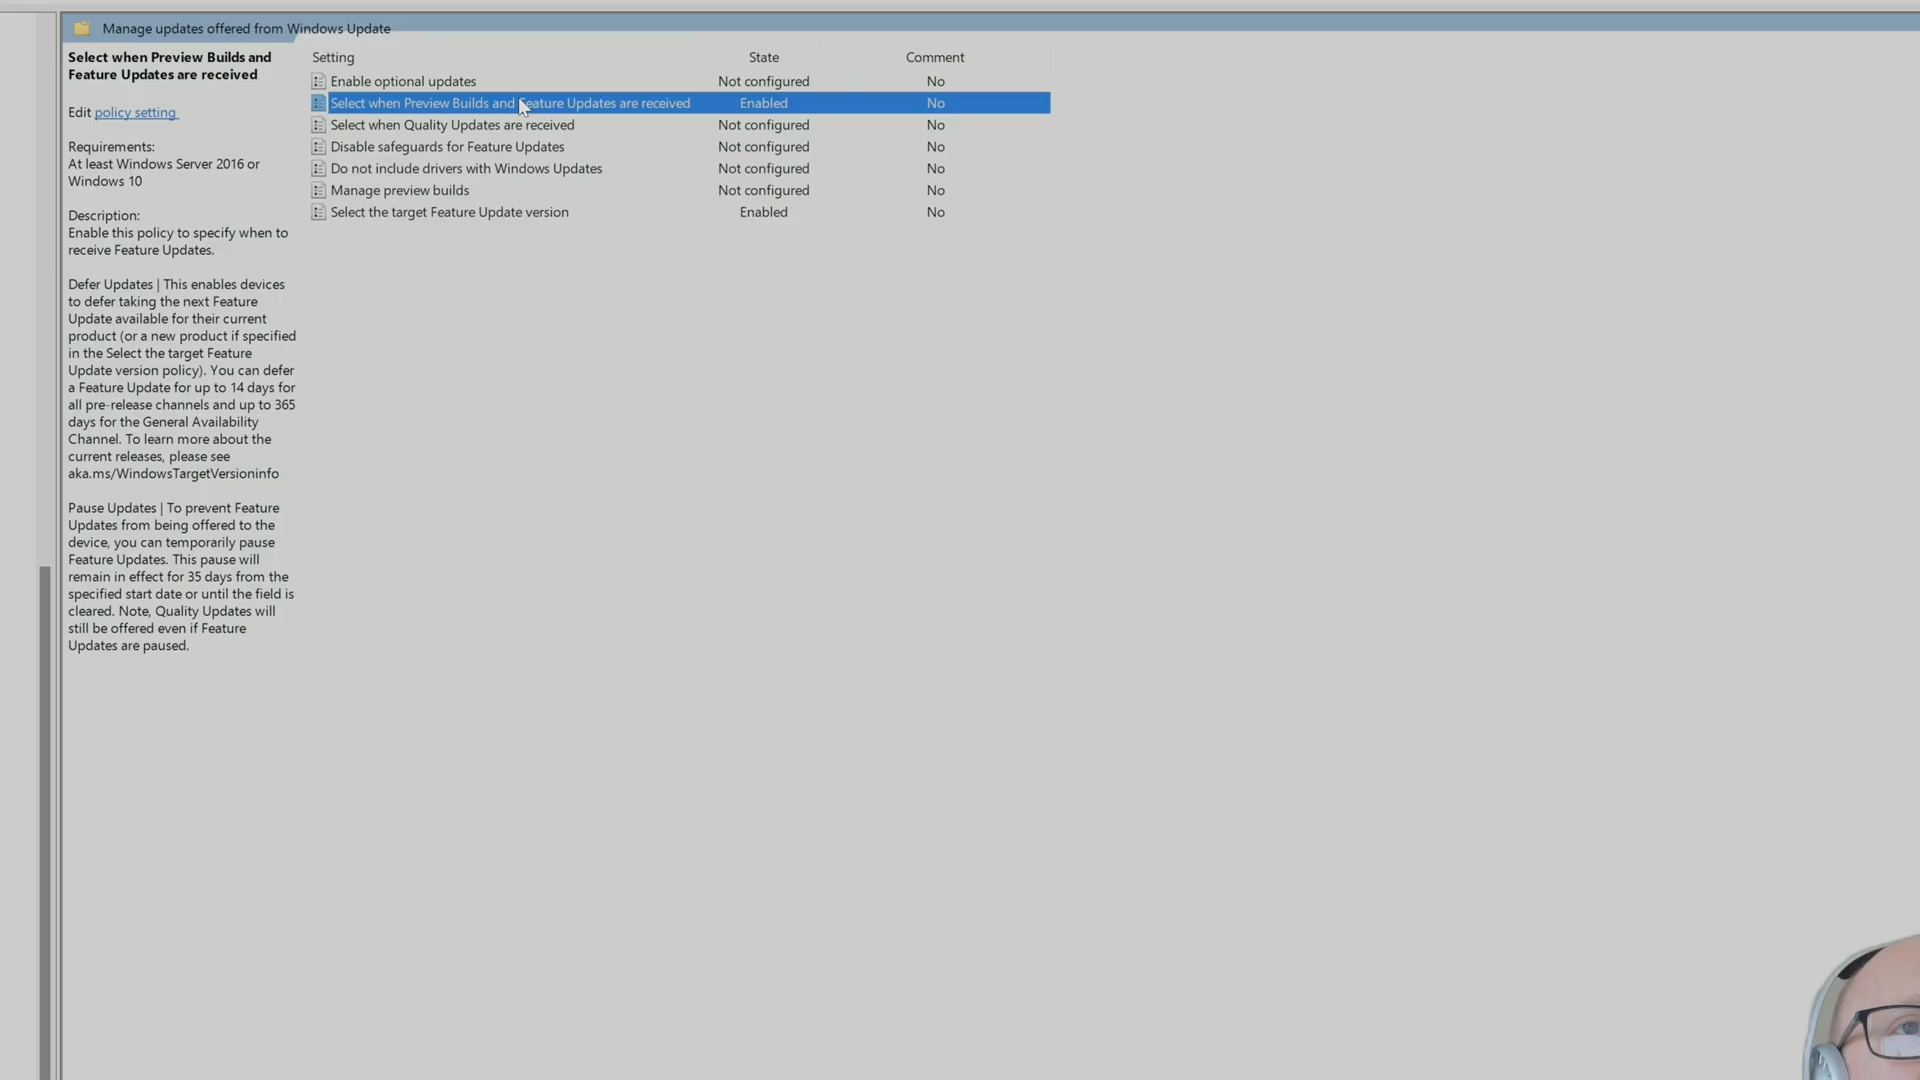 Manage updates offered from Windows Update
Select when Preview Builds and
Feature Updates are received
Edit policy setting
Requirements:
At least Windows Server 2016 or
Windows 10
Description:
Enable this policy to specify when to
receive Feature Updates.
Defer Updates | This enables devices
to defer taking the next Feature
Update available for their current
product (or a new product if specified
in the Select the target Feature
Update version policy). You can defer
a Feature Update for up to 14 days for
all pre-release channels and up to 365
days for the General Availability
Channel. To learn more about the
current releases, please see
aka.ms/WindowsTargetVersioninfo
Pause Updates | To prevent Feature
Updates from being offered to the
device, you can temporarily pause
Feature Updates. This pause will
remain in effect for 35 days from the
specified start date or until the field is
cleared. Note, Quality Updates will
still be offered even if Feature
Updates are paused.
Setting State Comment
Enable optional updates Not configured No
Select when Preview Builds and Feature Updates are received Enabled No
Select when Quality Updates are received Not configured No
Disable safeguards for Feature Updates Not configured No
Do not include drivers with Windows Updates Not configured No
Manage preview builds Not configured No
Select the target Feature Update version Enabled No